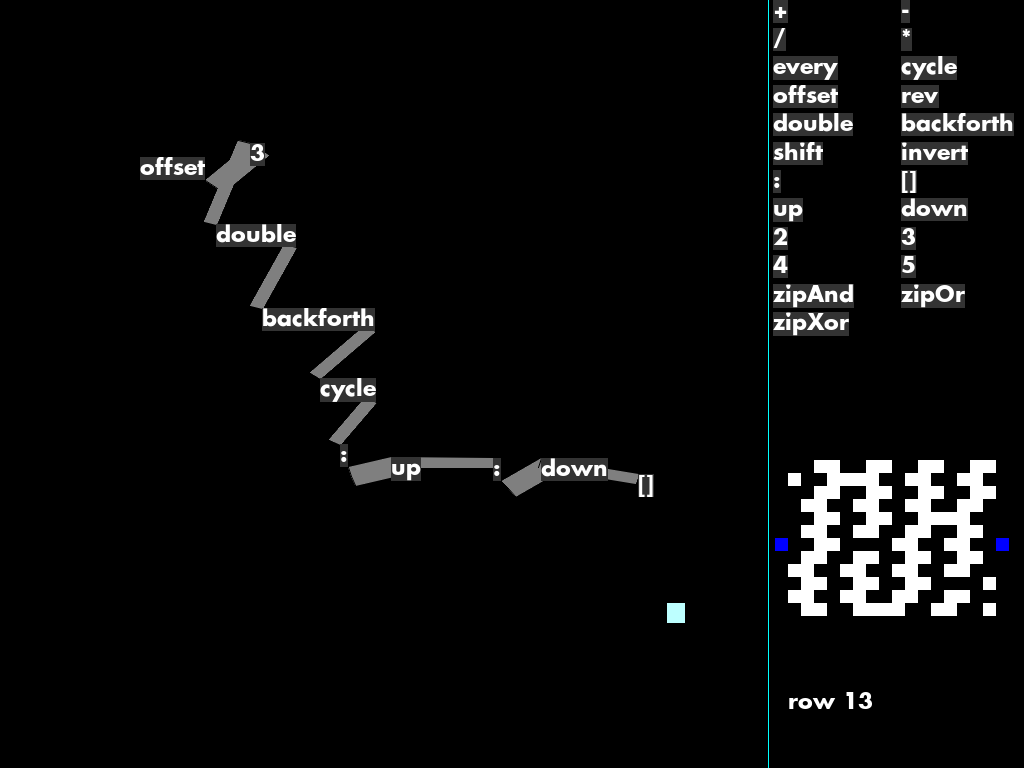 + -
/ *
every cycle
offset rev
double backforth
shift invert
: []
up down
2 3
4 5
zipAnd zipOr
zipXor
3
offset
double
backforth
cycle
: up : down []
row 13